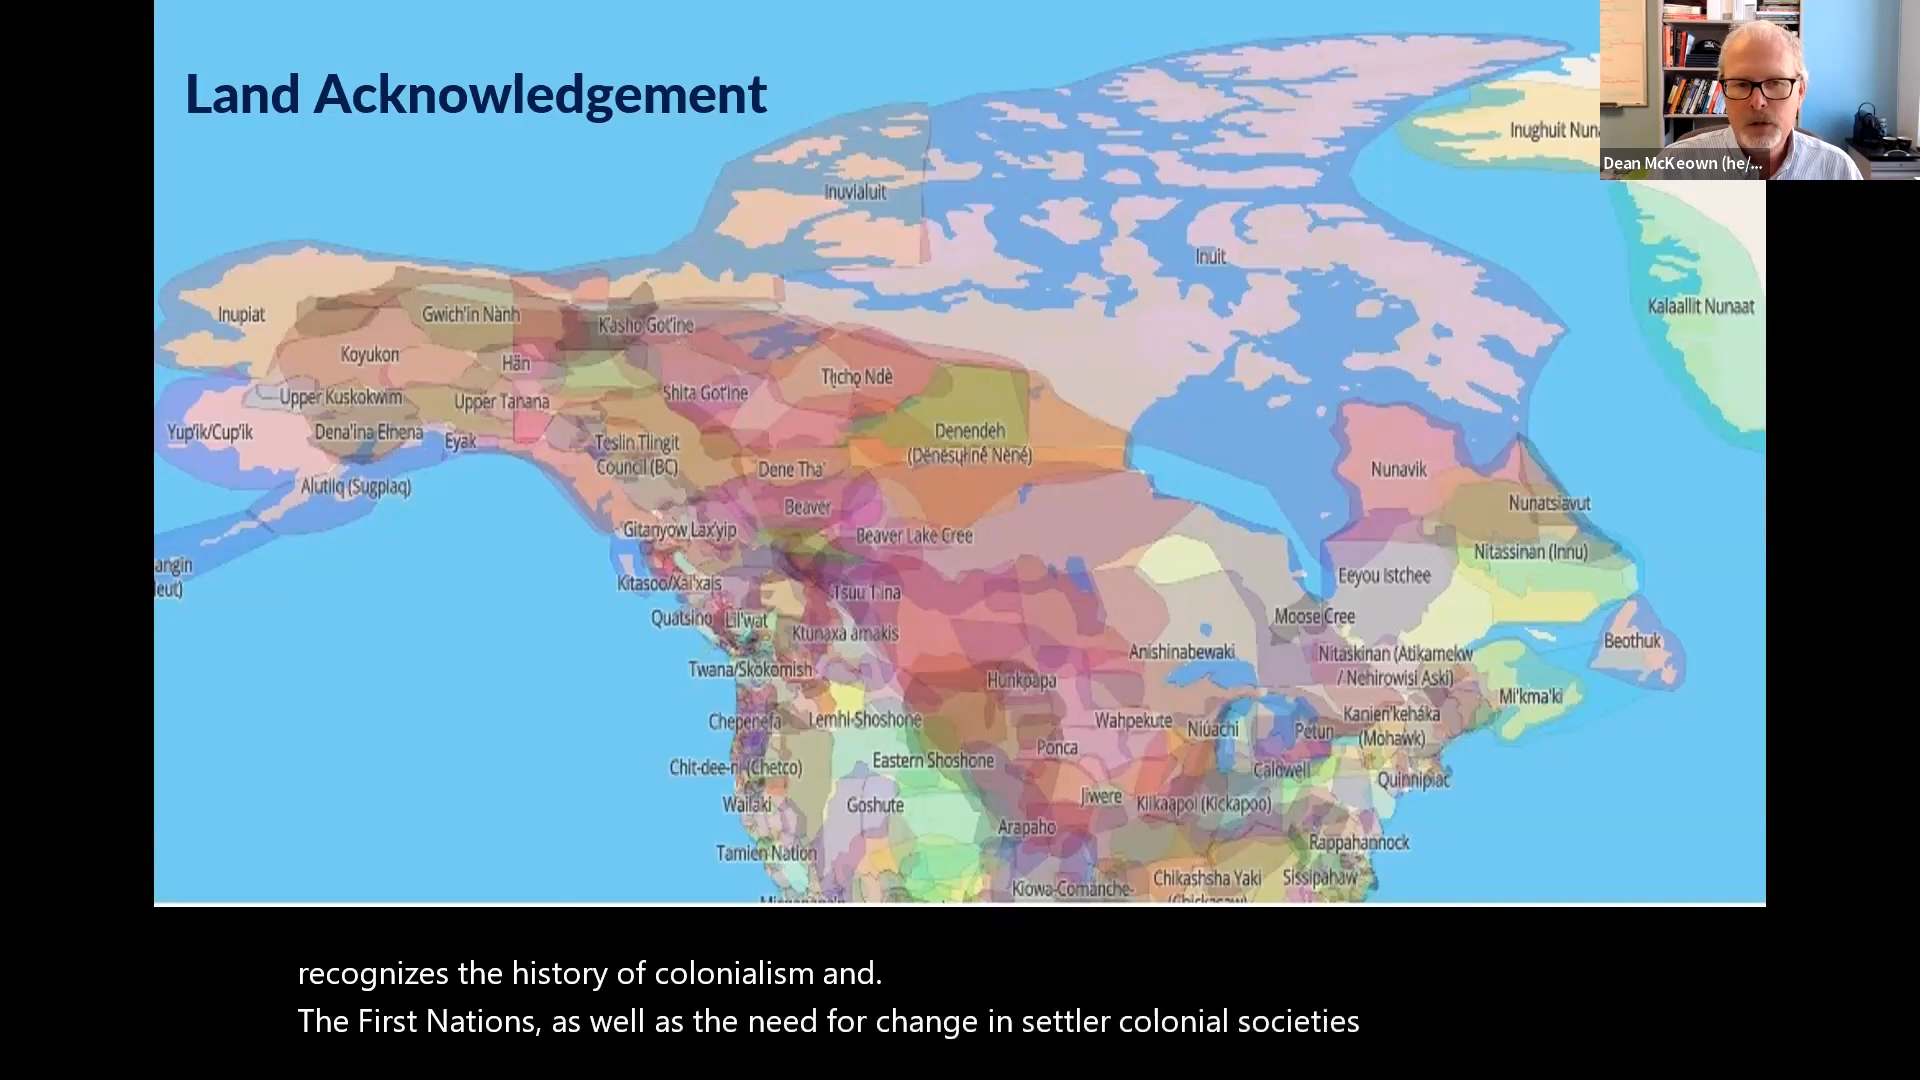 Land Acknowledgement
Dean McKeown (he/...
Inughuit Nun
Inuvialuit
Inuit
Kalaallit Nunaat
Inupiat
Gwich'in Nành
K'asho Got'ine
Koyukon
Hän
Tłı̨chǫ Ndè
Upper Kuskokwim
Upper Tanana
Shita Got'ine
Yup'ik/Cup'ik
Dena'ina Ełnena
Eyak
Teslin Tlingit
Council (BC)
Denendeh
(Dënësųłinë́ Nëné)
Dene Tha'
Nunavik
Alutiiq (Sugpiaq)
Beaver
Nunatsiavut
Gitanyow Lax'yip
Beaver Lake Cree
Nitassinan (Innu)
angin
eut)
Kitasoo/Xai'xais
Tsuu T'ina
Eeyou Istchee
Quatsino
Lil'wat
Ktunaxa amakis
Moose Cree
Beothuk
Twana/Skokomish
Hunkpapa
Anishinabewaki
Nitaskinan (Atikamekw
/ Nehirowisi Aski)
Mi'kma'ki
Chepenefa
Lemhi-Shoshone
Wahpekute
Niúachi
Petun
Kanien'kehá:ka
(Mohawk)
Chit-dee-ni (Chetco)
Eastern Shoshone
Ponca
Caldwell
Quinnipiac
Wailaki
Goshute
Jiwere
Kiikaapoi (Kickapoo)
Arapaho
Rappahannock
Tamien Nation
Kiowa-Comanche-
Chikashsha Yaki
Sissipahaw
(Chickasaw)
recognizes the history of colonialism and.
The First Nations, as well as the need for change in settler colonial societies